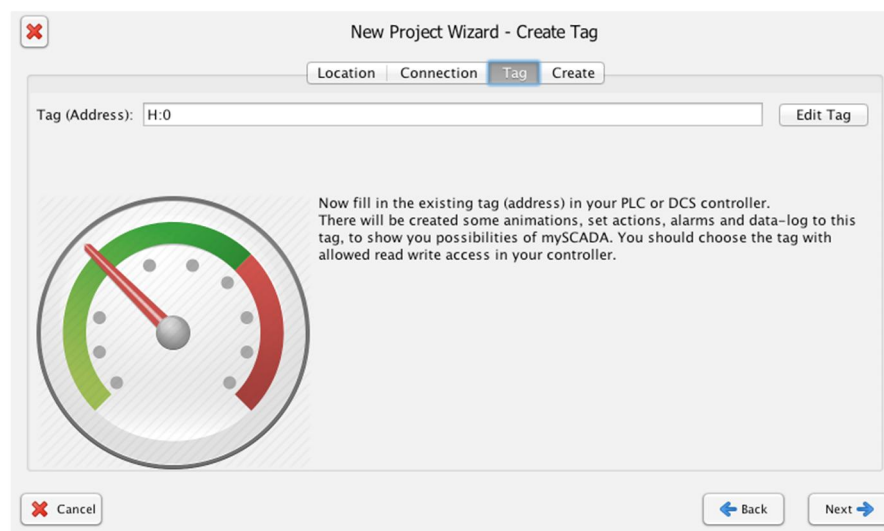 New Project Wizard - Create Tag
Location Connection Tag Create
Tag (Address): H:0 Edit Tag
Now fill in the existing tag (address) in your PLC or DCS controller.
There will be created some animations, set actions, alarms and data-log to this
tag, to show you possibilities of mySCADA. You should choose the tag with
allowed read write access in your controller.
Cancel Back Next